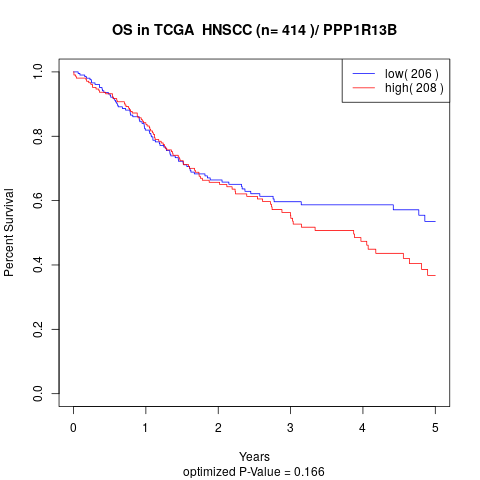 OS in TCGA  HNSCC (n= 414 )/ PPP1R13B
low( 206 )
high( 208 )
Percent Survival
1.0
0.8
0.6
0.4
0.2
0.0
0 1 2 3 4 5
Years
optimized P-Value = 0.166